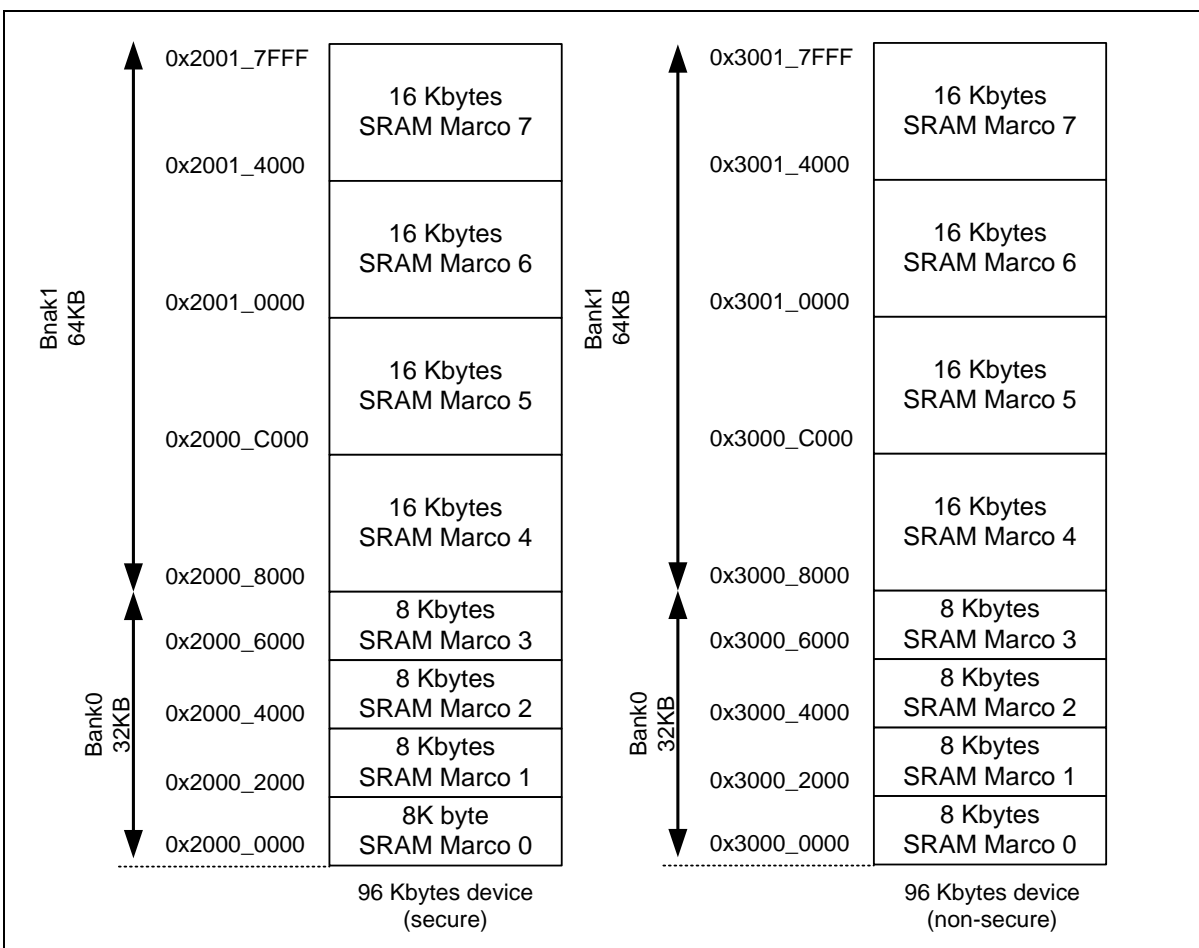 0x2001_7FFF
16 Kbytes
SRAM Marco 7
0x2001_4000
16 Kbytes
SRAM Marco 6
0x2001_0000
16 Kbytes
SRAM Marco 5
0x2000_C000
16 Kbytes
SRAM Marco 4
0x2000_8000
8 Kbytes
SRAM Marco 3
0x2000_6000
8 Kbytes
SRAM Marco 2
0x2000_4000
8 Kbytes
SRAM Marco 1
0x2000_2000
8K byte
SRAM Marco 0
0x2000_0000
Bnak1
64KB
Bank0
32KB
96 Kbytes device
(secure)
0x3001_7FFF
16 Kbytes
SRAM Marco 7
0x3001_4000
16 Kbytes
SRAM Marco 6
0x3001_0000
16 Kbytes
SRAM Marco 5
0x3000_C000
16 Kbytes
SRAM Marco 4
0x3000_8000
8 Kbytes
SRAM Marco 3
0x3000_6000
8 Kbytes
SRAM Marco 2
0x3000_4000
8 Kbytes
SRAM Marco 1
0x3000_2000
8 Kbytes
SRAM Marco 0
0x3000_0000
Bank1
64KB
Bank0
32KB
96 Kbytes device
(non-secure)